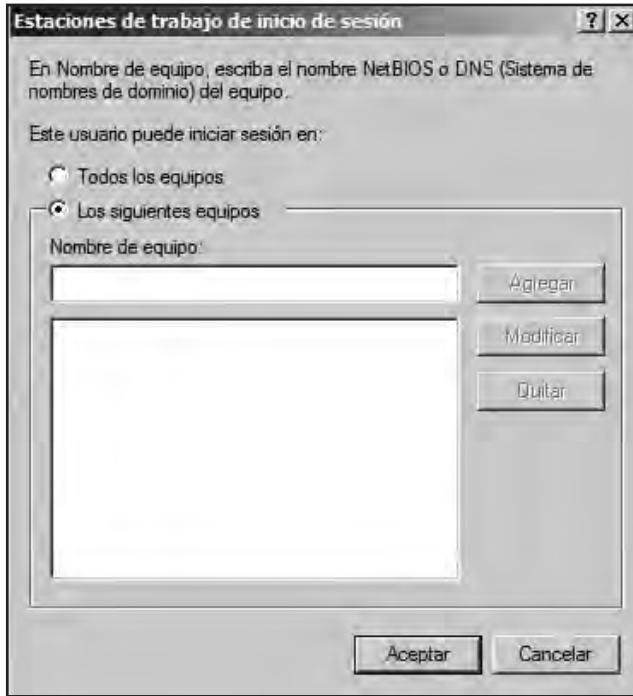 Estaciones de trabajo de inicio de sesión
En Nombre de equipo, escriba el nombre NetBIOS o DNS (Sistema de
nombres de dominio) del equipo.
Este usuario puede iniciar sesión en:
Todos los equipos
Los siguientes equipos
Nombre de equipo:
Agregar
Modificar
Quitar
Aceptar
Cancelar